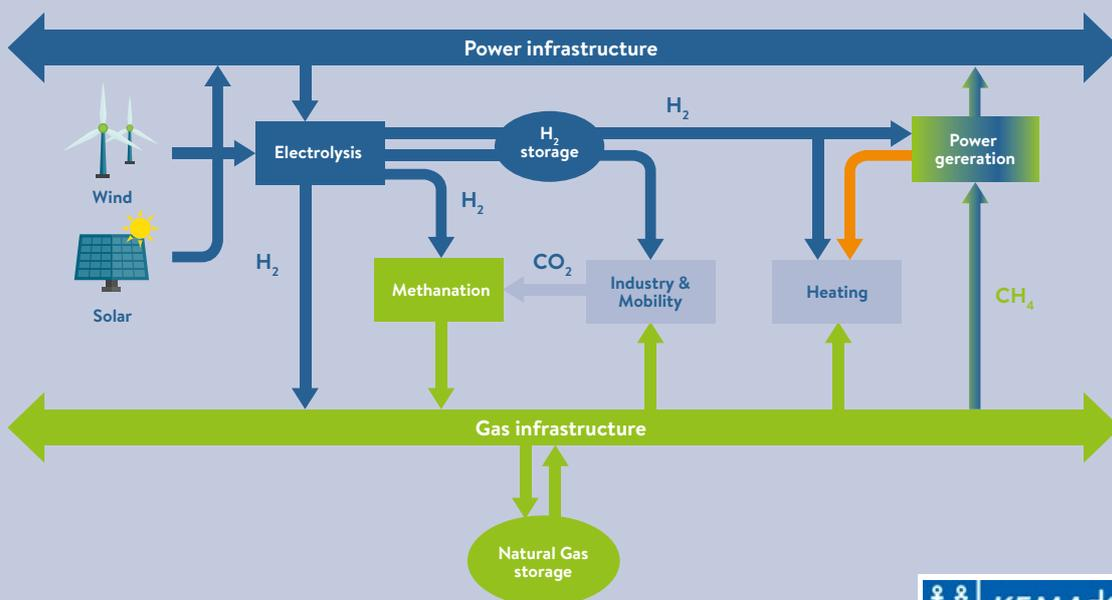 Power infrastructure
H₂
Electrolysis
H₂
storage
Power
gereration
Wind
H₂
H₂
CO₂
Methanation
Industry &
Mobility
Heating
CH₄
Solar
Gas infrastructure
Natural Gas
storage